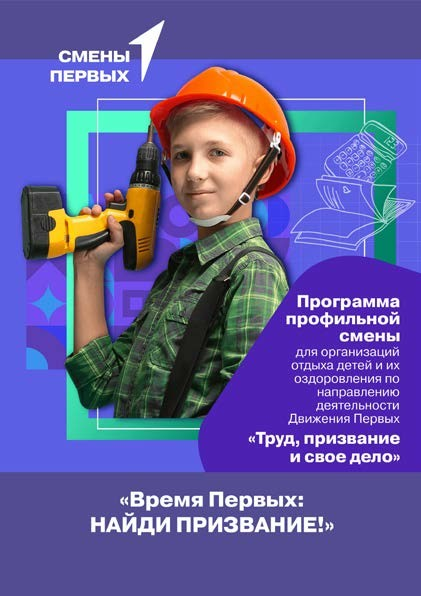 СМЕНЫ
ПЕРВЫХ
Программа
профильной
смены
для организаций
отдыха детей и их
оздоровления по
направлению
деятельности
Движения Первых
«Труд, призвание
и свое дело»
«Время Первых:
НАЙДИ ПРИЗВАНИЕ!»